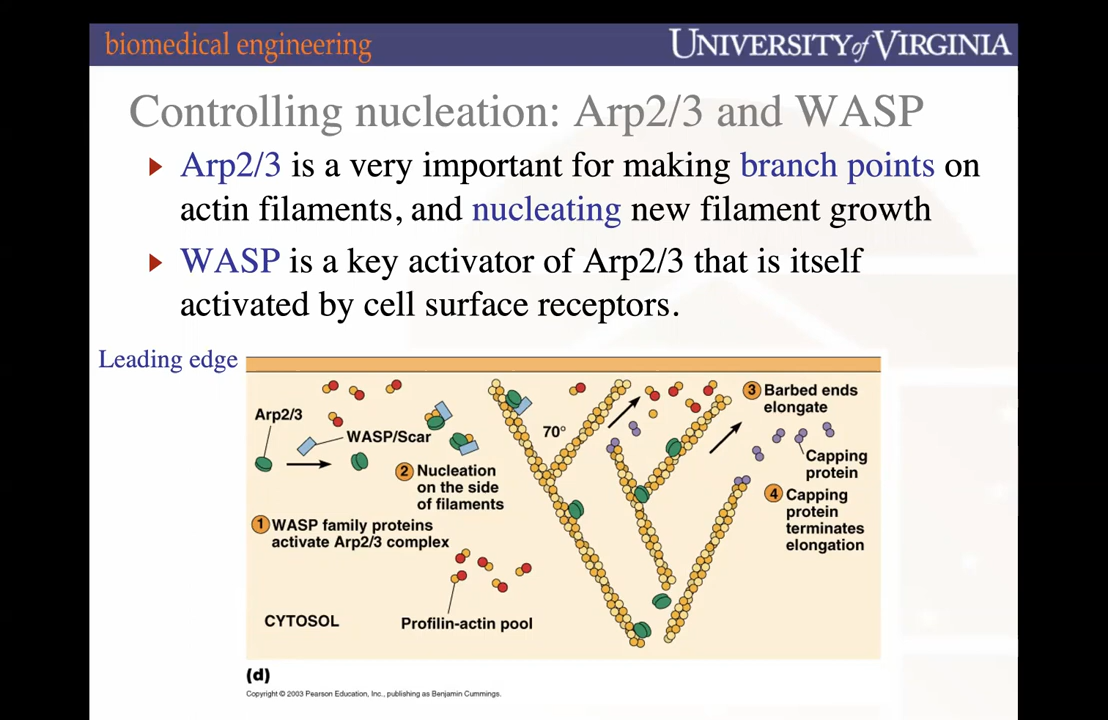 biomedical engineering
UNIVERSITY of VIRGINIA
Controlling nucleation: Arp2/3 and WASP
Arp2/3 is a very important for making branch points on
actin filaments, and nucleating new filament growth
WASP is a key activator of Arp2/3 that is itself
activated by cell surface receptors.
Leading edge
Arp2/3
WASP/Scar
2 Nucleation
on the side
of filaments
1 WASP family proteins
activate Arp2/3 complex
CYTOSOL
Profilin-actin pool
70°
3 Barbed ends
elongate
Capping
protein
4 Capping
protein
terminates
elongation
(d)
Copyright © 2003 Pearson Education, Inc., publishing as Benjamin Cummings.